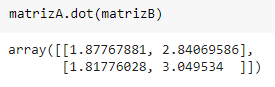 matrizA.dot(matrizB)
array([[1.87767881, 2.84069586],
       [1.81776028, 3.049534  ]])